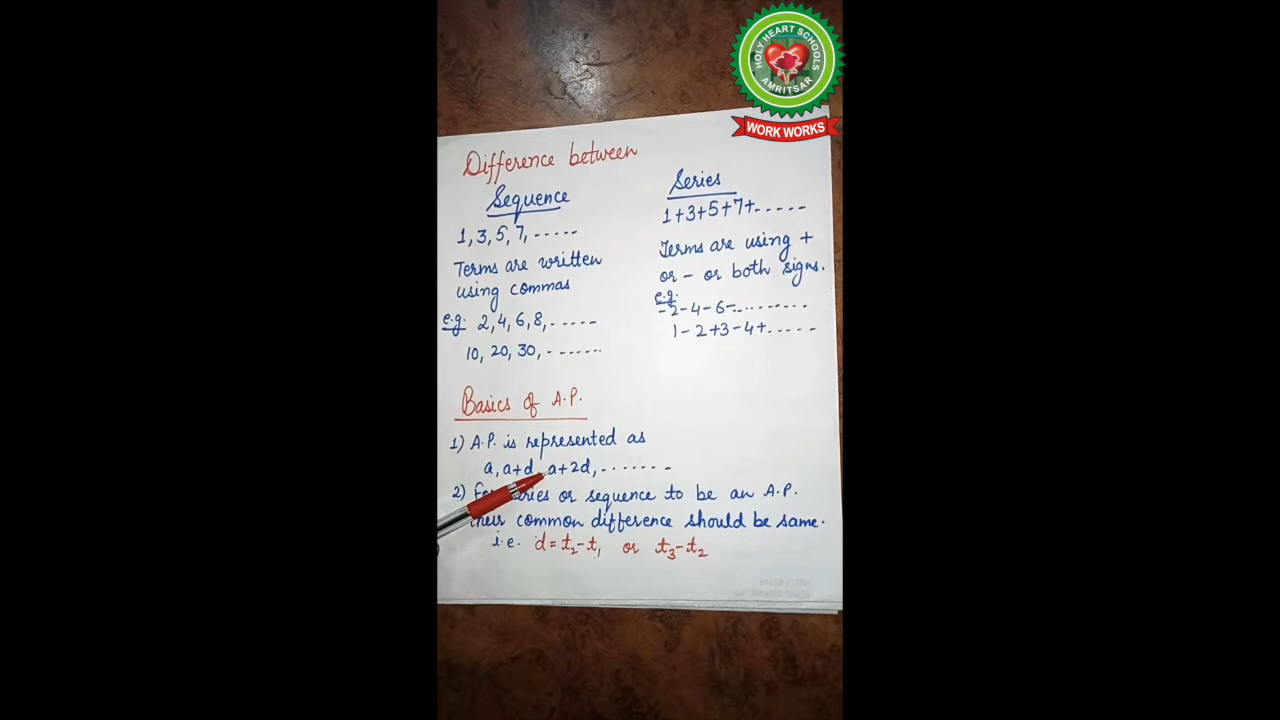 HOLY HEART SCHOOLS
AMRITSAR
WORK WORKS
Difference between
Sequence
1, 3, 5, 7, -----
Terms are written
using commas
e.g. 2, 4, 6, 8, -----
10, 20, 30, -------
Series
1+3+5+7+-----
Terms are using +
or - or both signs.
e.g.
-2-4-6-.........
1-2+3-4+.....
Basics of A.P.
1) A.P. is represented as
a, a+d, a+2d, -------
2) For series or sequence to be an A.P.
their common difference should be same.
i.e. d = t₂-t₁ or t₃-t₂